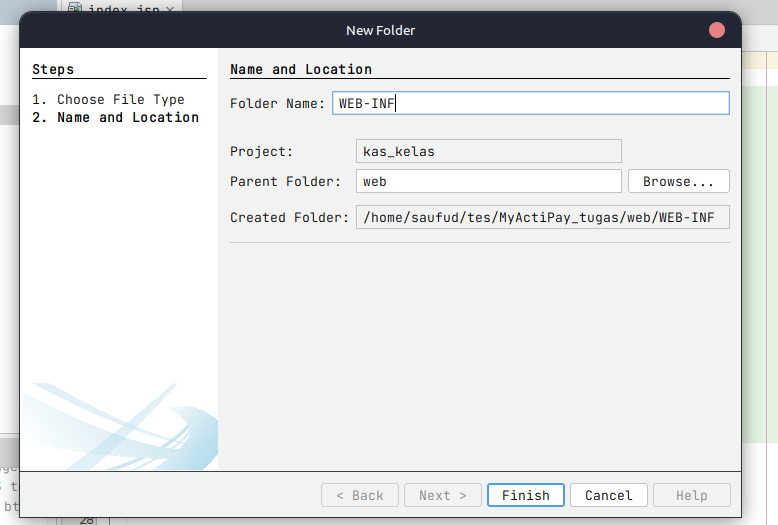 index.jsp
New Folder
Steps
1. Choose File Type
2. Name and Location
Name and Location
Folder Name: WEB-INF
Project: kas_kelas
Parent Folder: web Browse...
Created Folder: /home/saufud/tes/MyActiPay_tugas/web/WEB-INF
< Back Next > Finish Cancel Help
bt
28